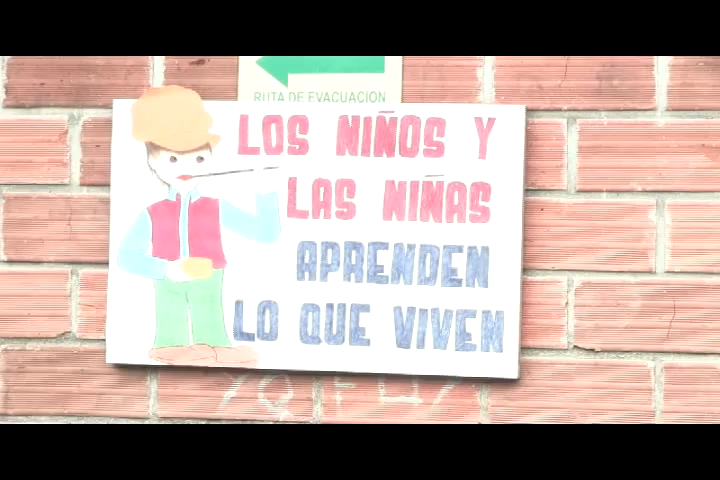 RUTA DE EVACUACION
LOS NIÑOS Y
LAS NIÑAS
APRENDEN
LO QUE VIVEN